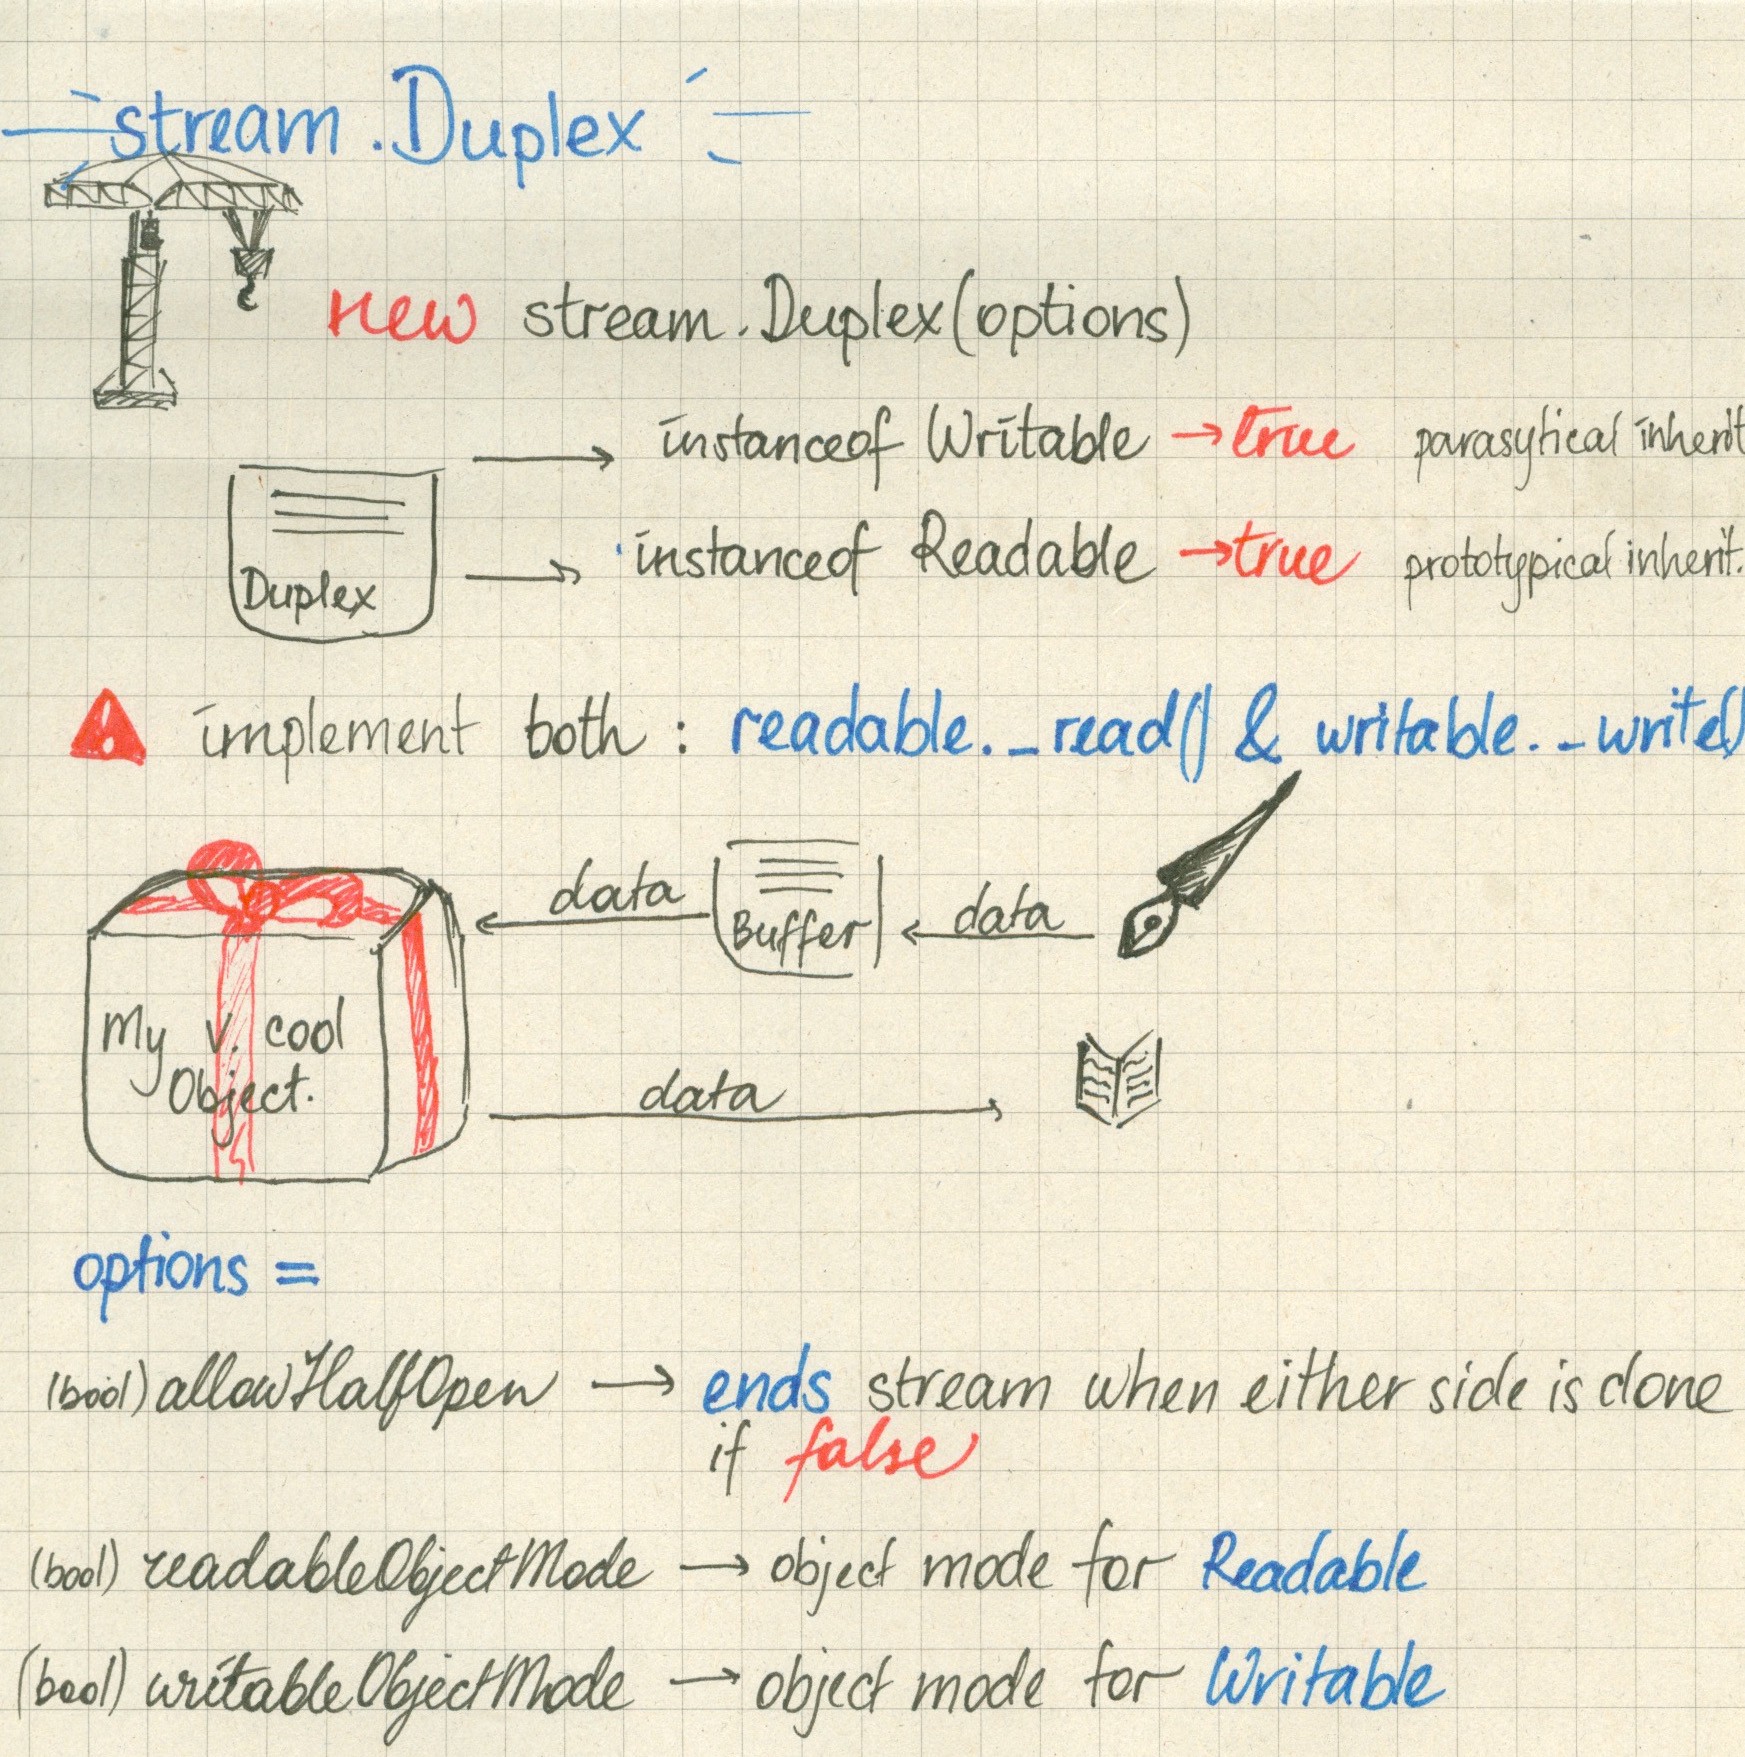 stream.Duplex
new stream.Duplex(options)
instanceof Writable → true parasytical inherit
Duplex
instanceof Readable → true prototypical inherit.
! implement both : readable._read() & writable._write()
data
Buffer
data
My v. cool
Object.
data
options =
(bool) allowHalfOpen → ends stream when either side is done
if false
(bool) readableObjectMode → object mode for Readable
(bool) writableObjectMode → object mode for Writable